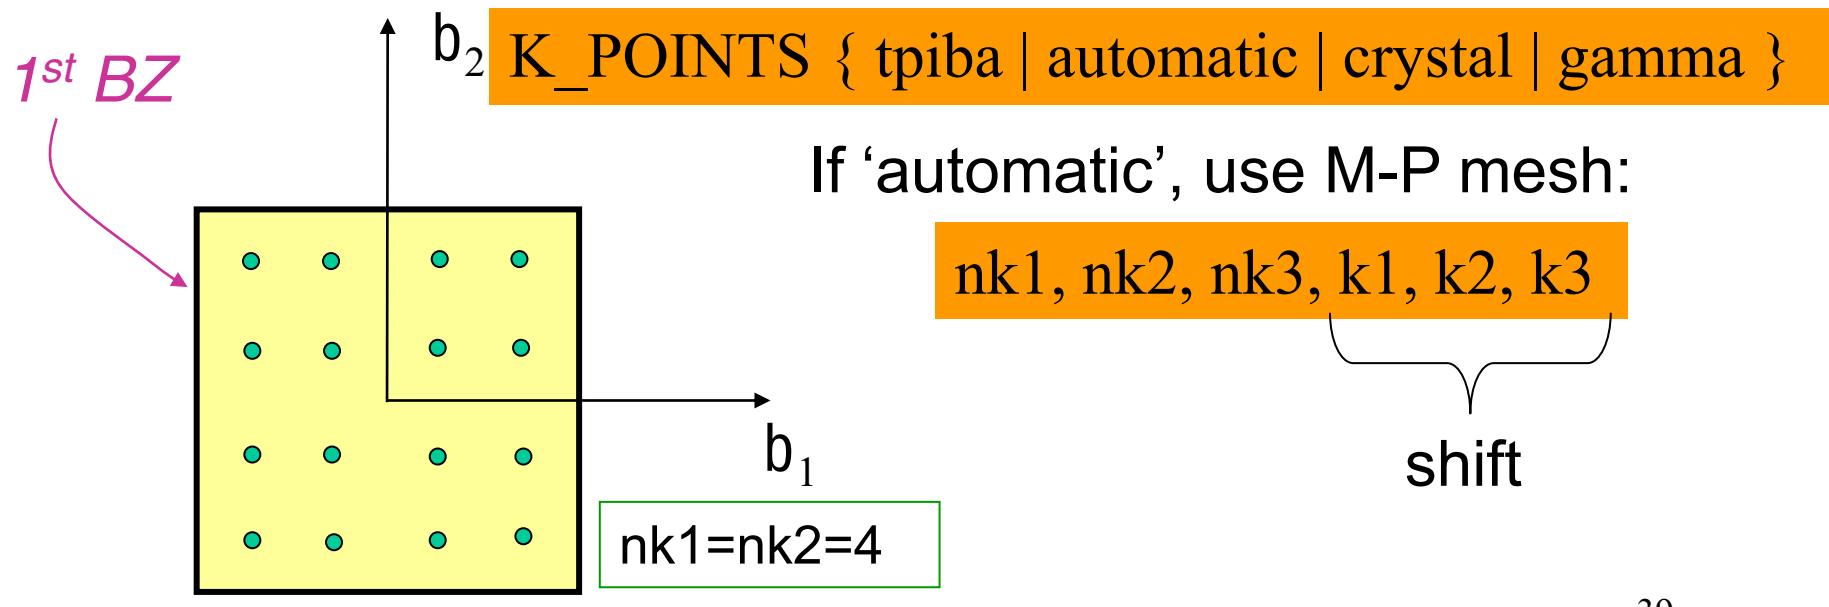 1st BZ
b2
K_POINTS { tpiba | automatic | crystal | gamma }
If ‘automatic’, use M-P mesh:
nk1, nk2, nk3, k1, k2, k3
shift
b1
nk1=nk2=4